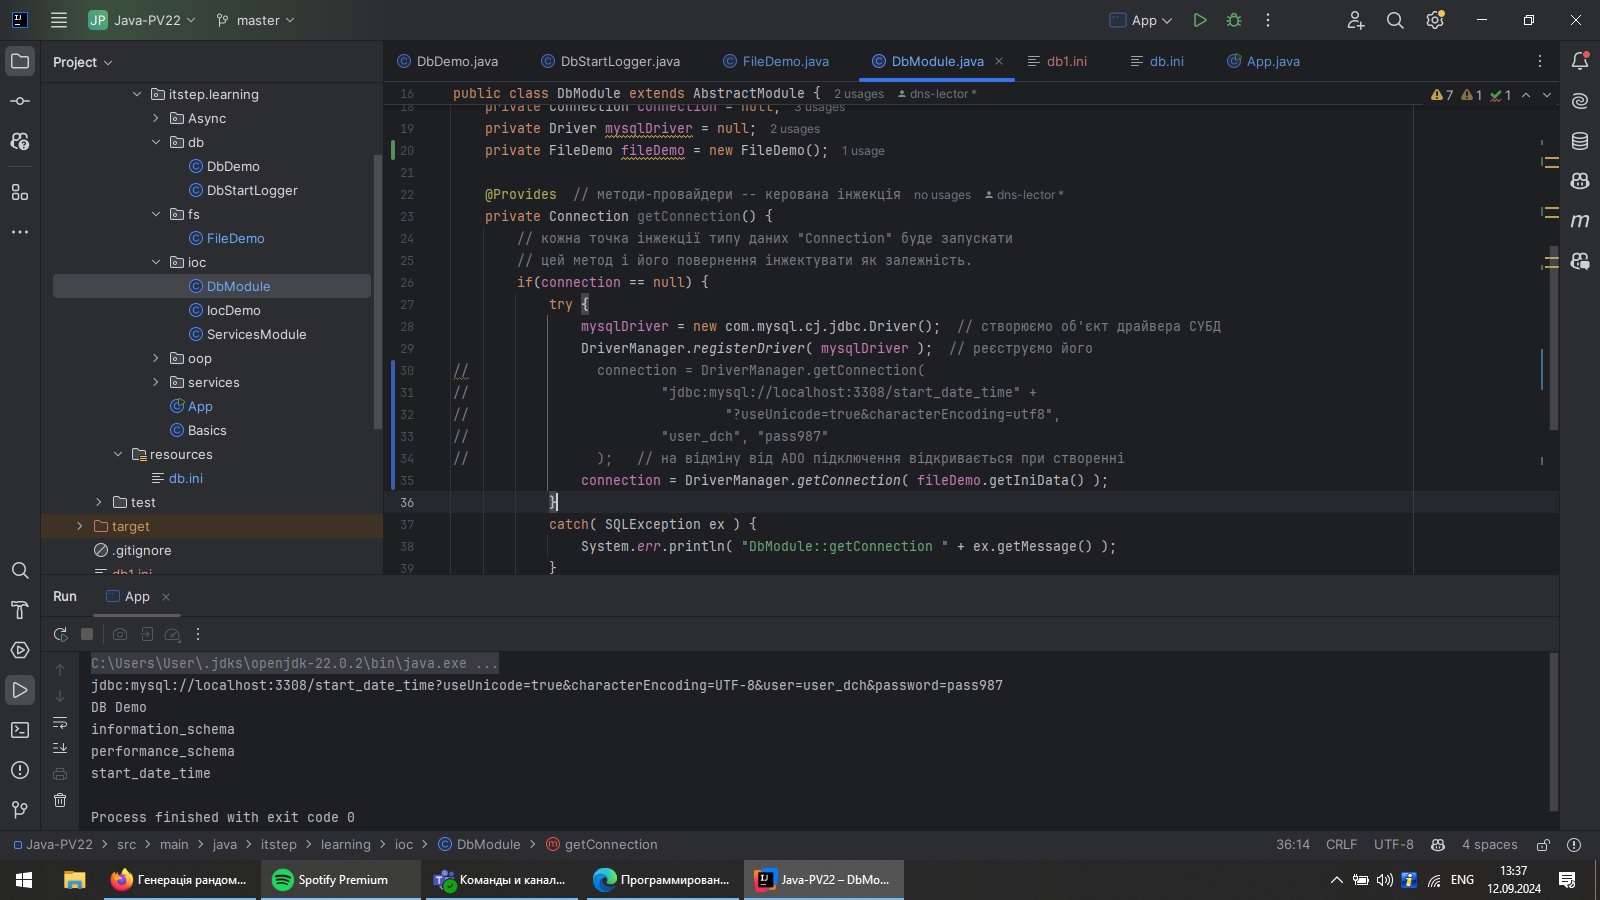 JP Java-PV22 master App
Project
DbDemo.java DbStartLogger.java FileDemo.java DbModule.java db1.ini db.ini App.java
itstep.learning
Async
db
DbDemo
DbStartLogger
fs
FileDemo
ioc
DbModule
IocDemo
ServicesModule
oop
services
App
Basics
resources
db.ini
test
target
.gitignore
db1.ini
16 public class DbModule extends AbstractModule { 2 usages dns-lector *
7 1 1
18 private Connection connection = null; 3 usages
19 private Driver mysqlDriver = null; 2 usages
20 private FileDemo fileDemo = new FileDemo(); 1 usage
21
22 @Provides // методи-провайдери -- керована інжекція no usages dns-lector *
23 private Connection getConnection() {
24 // кожна точка інжекції типу даних "Connection" буде запускати
25 // цей метод і його повернення інжектувати як залежність.
26 if(connection == null) {
27 try {
28 mysqlDriver = new com.mysql.cj.jdbc.Driver(); // створюємо об'єкт драйвера СУБД
29 DriverManager.registerDriver( mysqlDriver ); // реєструємо його
30 // connection = DriverManager.getConnection(
31 // "jdbc:mysql://localhost:3308/start_date_time" +
32 // "?useUnicode=true&characterEncoding=utf8",
33 // "user_dch", "pass987"
34 // ); // на відміну від ADO підключення відкривається при створенні
35 connection = DriverManager.getConnection( fileDemo.getIniData() );
36 }
37 catch( SQLException ex ) {
38 System.err.println( "DbModule::getConnection " + ex.getMessage() );
39 }
Run App
C:\Users\User\.jdks\openjdk-22.0.2\bin\java.exe ...
jdbc:mysql://localhost:3308/start_date_time?useUnicode=true&characterEncoding=UTF-8&user=user_dch&password=pass987
DB Demo
information_schema
performance_schema
start_date_time
Process finished with exit code 0
Java-PV22 > src > main > java > itstep > learning > ioc > DbModule > getConnection 36:14 CRLF UTF-8 4 spaces
Генерація рандом... Spotify Premium Команды и канал... Программирован... Java-PV22 – DbMo... ENG 13:37
12.09.2024